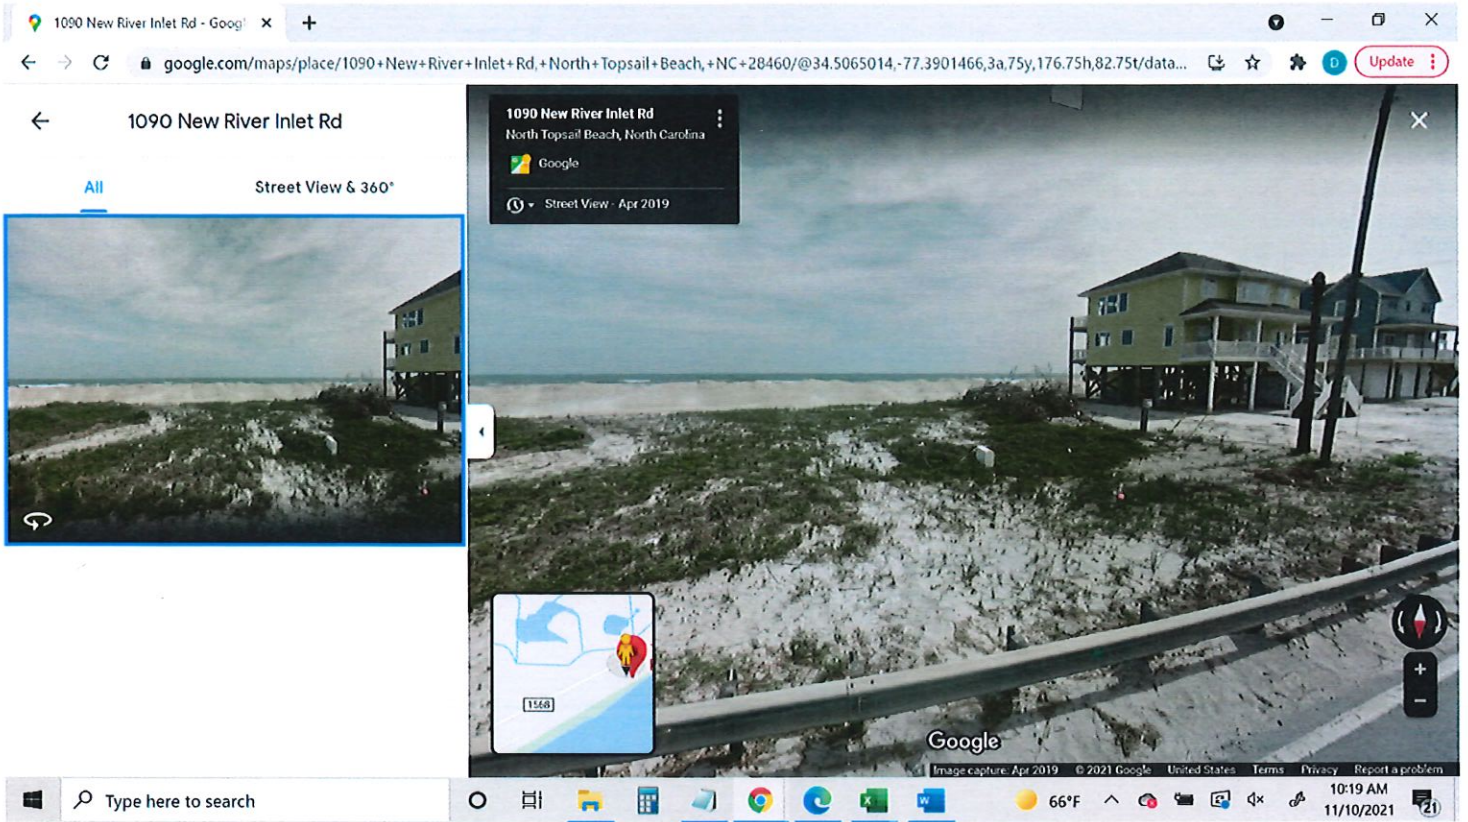 1090 New River Inlet Rd - Goog
google.com/maps/place/1090+New+River+Inlet+Rd,+North+Topsail+Beach,+NC+28460/@34.5065014,-77.3901466,3a,75y,176.75h,82.75t/data...
D
Update
1090 New River Inlet Rd
All
Street View & 360°
1090 New River Inlet Rd
North Topsail Beach, North Carolina
Google
Street View - Apr 2019
1568
Google
Image capture: Apr 2019 © 2021 Google United States Terms Privacy Report a problem
Type here to search
66°F
10:19 AM
11/10/2021
21